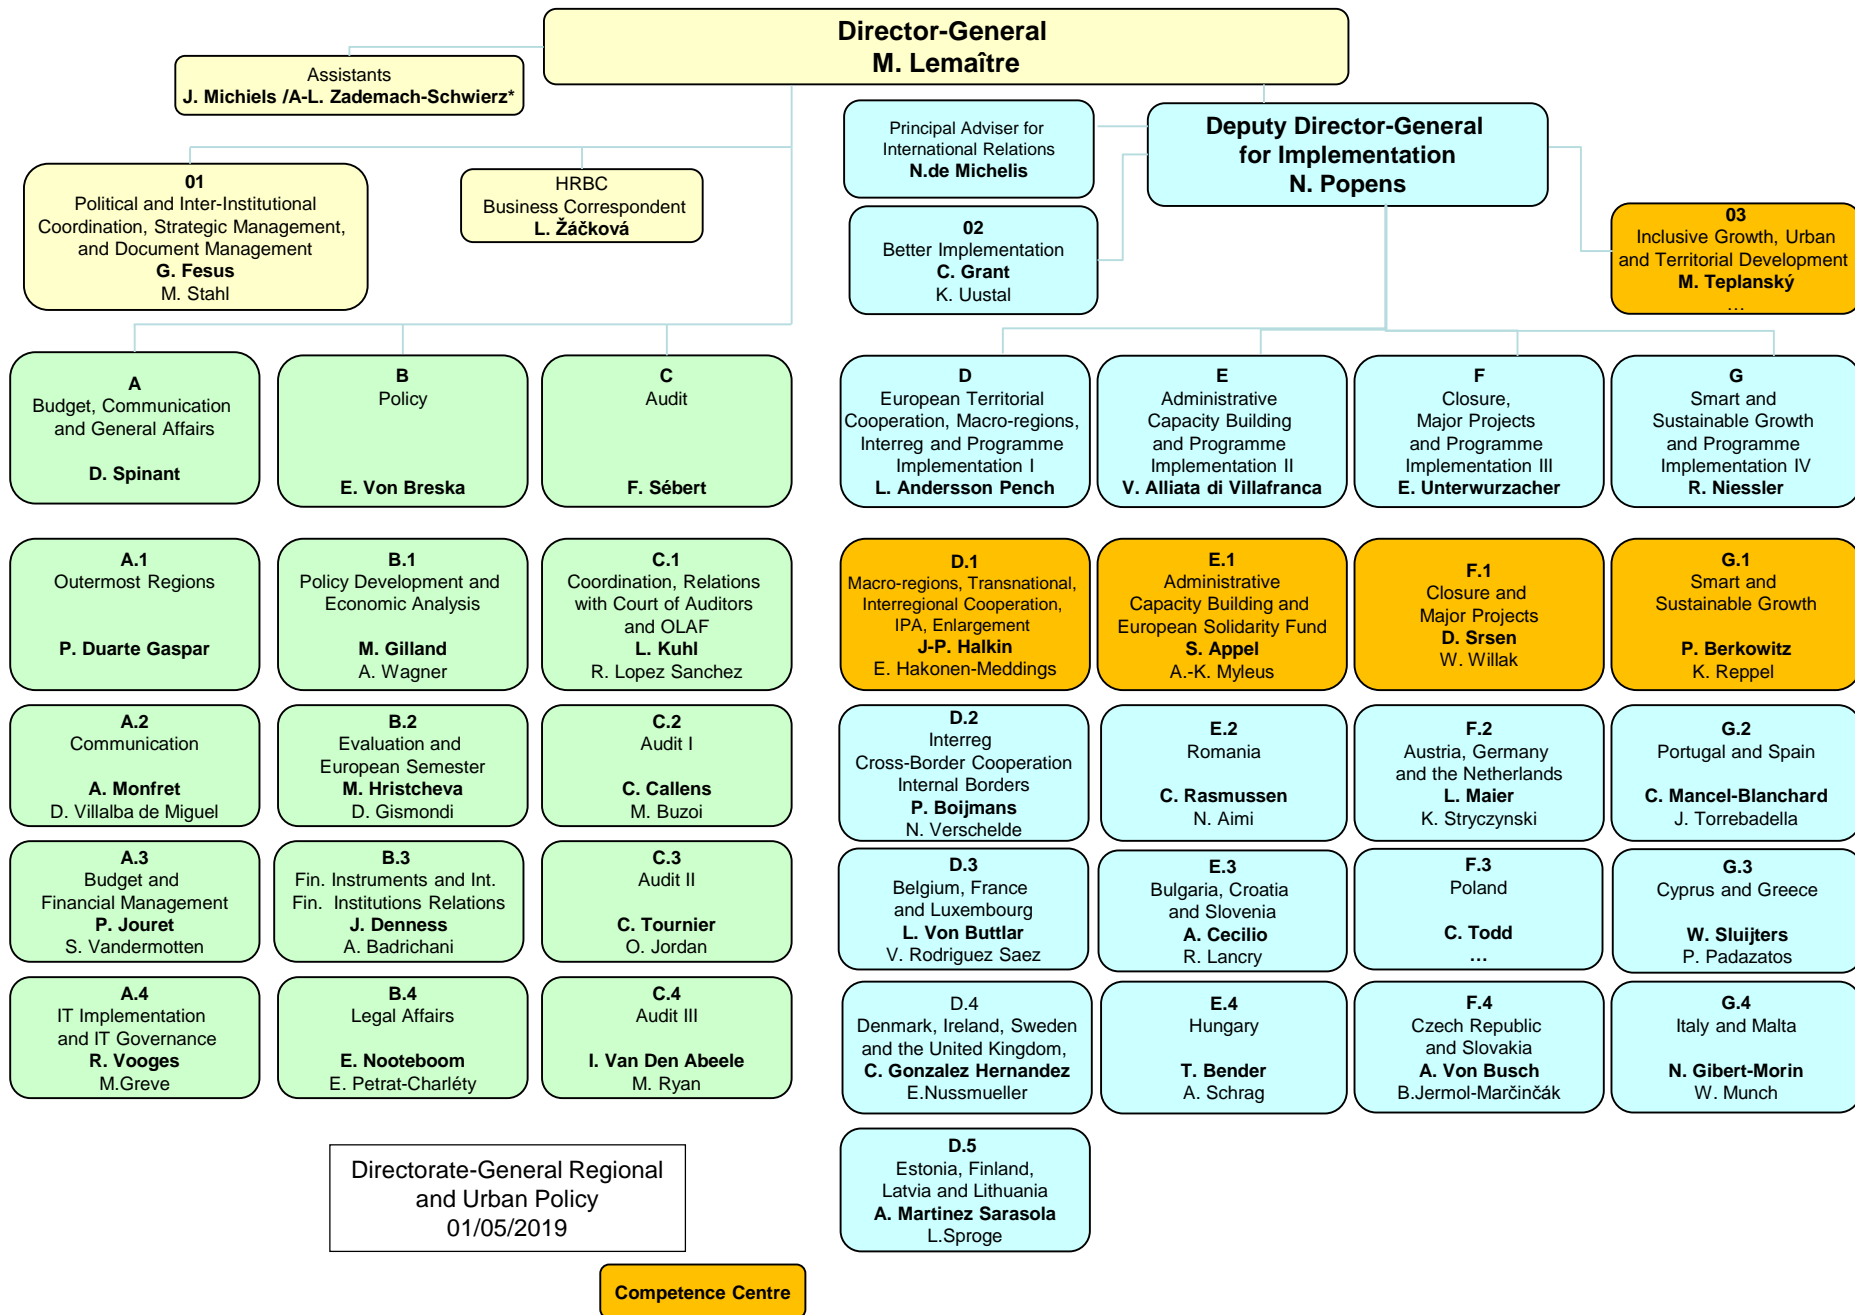 Director-General
M. Lemaître
Assistants
J. Michiels /A-L. Zademach-Schwierz*
Principal Adviser for
International Relations
N.de Michelis
Deputy Director-General
for Implementation
N. Popens
01
Political and Inter-Institutional
Coordination, Strategic Management,
and Document Management
G. Fesus
M. Stahl
HRBC
Business Correspondent
L. Žáčková
02
Better Implementation
C. Grant
K. Uustal
03
Inclusive Growth, Urban
and Territorial Development
M. Teplanský
...
A
Budget, Communication
and General Affairs
D. Spinant
B
Policy
E. Von Breska
C
Audit
F. Sébert
D
European Territorial
Cooperation, Macro-regions,
Interreg and Programme
Implementation I
L. Andersson Pench
E
Administrative
Capacity Building
and Programme
Implementation II
V. Alliata di Villafranca
F
Closure,
Major Projects
and Programme
Implementation III
E. Unterwurzacher
G
Smart and
Sustainable Growth
and Programme
Implementation IV
R. Niessler
A.1
Outermost Regions
P. Duarte Gaspar
B.1
Policy Development and
Economic Analysis
M. Gilland
A. Wagner
C.1
Coordination, Relations
with Court of Auditors
and OLAF
L. Kuhl
R. Lopez Sanchez
D.1
Macro-regions, Transnational,
Interregional Cooperation,
IPA, Enlargement
J-P. Halkin
E. Hakonen-Meddings
E.1
Administrative
Capacity Building and
European Solidarity Fund
S. Appel
A.-K. Myleus
F.1
Closure and
Major Projects
D. Srsen
W. Willak
G.1
Smart and
Sustainable Growth
P. Berkowitz
K. Reppel
A.2
Communication
A. Monfret
D. Villalba de Miguel
B.2
Evaluation and
European Semester
M. Hristcheva
D. Gismondi
C.2
Audit I
C. Callens
M. Buzoi
D.2
Interreg
Cross-Border Cooperation
Internal Borders
P. Boijmans
N. Verschelde
E.2
Romania
C. Rasmussen
N. Aimi
F.2
Austria, Germany
and the Netherlands
L. Maier
K. Stryczynski
G.2
Portugal and Spain
C. Mancel-Blanchard
J. Torrebadella
A.3
Budget and
Financial Management
P. Jouret
S. Vandermotten
B.3
Fin. Instruments and Int.
Fin. Institutions Relations
J. Denness
A. Badrichani
C.3
Audit II
C. Tournier
O. Jordan
D.3
Belgium, France
and Luxembourg
L. Von Buttlar
V. Rodriguez Saez
E.3
Bulgaria, Croatia
and Slovenia
A. Cecilio
R. Lancry
F.3
Poland
C. Todd
...
G.3
Cyprus and Greece
W. Sluijters
P. Padazatos
A.4
IT Implementation
and IT Governance
R. Vooges
M.Greve
B.4
Legal Affairs
E. Nooteboom
E. Petrat-Charléty
C.4
Audit III
I. Van Den Abeele
M. Ryan
D.4
Denmark, Ireland, Sweden
and the United Kingdom,
C. Gonzalez Hernandez
E.Nussmueller
E.4
Hungary
T. Bender
A. Schrag
F.4
Czech Republic
and Slovakia
A. Von Busch
B.Jermol-Marčinčák
G.4
Italy and Malta
N. Gibert-Morin
W. Munch
D.5
Estonia, Finland,
Latvia and Lithuania
A. Martinez Sarasola
L.Sproge
Directorate-General Regional
and Urban Policy
01/05/2019
Competence Centre